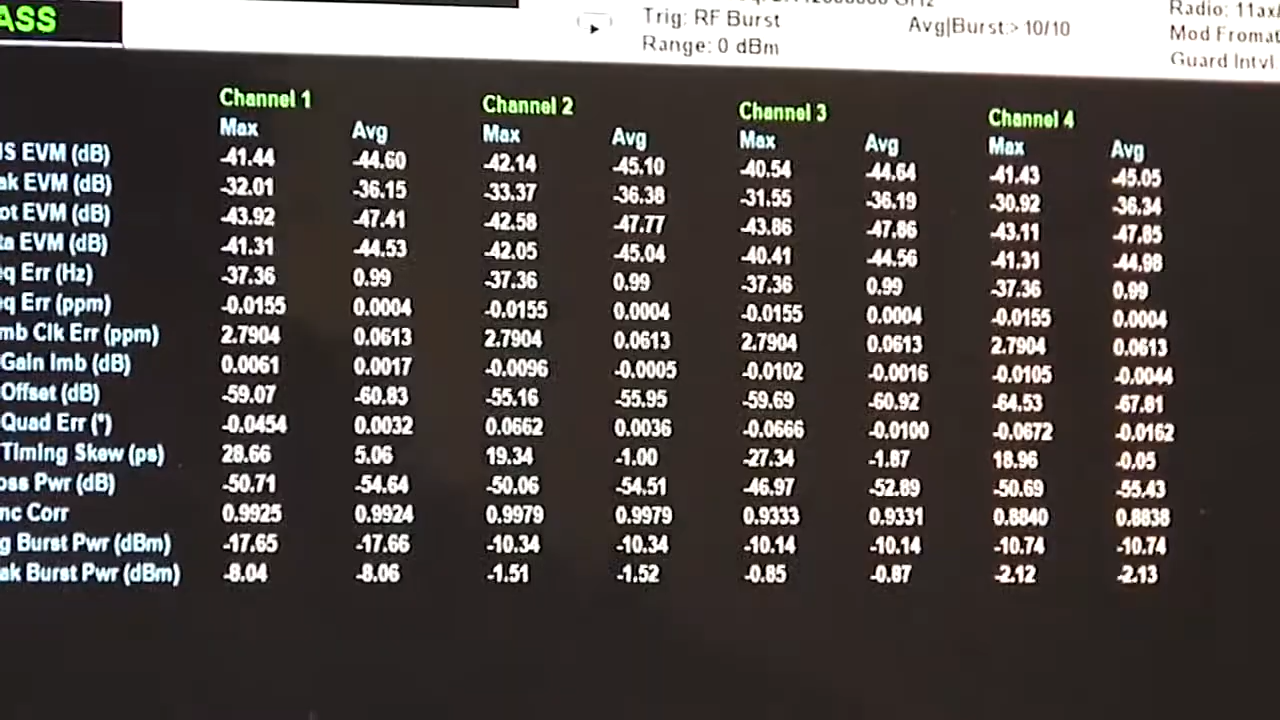 ASS
Trig: RF Burst
Range: 0 dBm
Avg|Burst:> 10/10
Radio: 11ax/
Mod Fromat
Guard Intvl
Channel 1 Channel 2 Channel 3 Channel 4
Max Avg Max Avg Max Avg Max Avg
IS EVM (dB) -41.44 -44.60 -42.14 -45.10 -40.54 -44.64 -41.43 -45.05
ak EVM (dB) -32.01 -36.15 -33.37 -36.38 -31.55 -36.19 -30.92 -36.34
ot EVM (dB) -43.92 -47.41 -42.58 -47.77 -43.86 -47.86 -43.11 -47.85
ta EVM (dB) -41.31 -44.53 -42.05 -45.04 -40.41 -44.56 -41.31 -44.98
q Err (Hz) -37.36 0.99 -37.36 0.99 -37.36 0.99 -37.36 0.99
q Err (ppm) -0.0155 0.0004 -0.0155 0.0004 -0.0155 0.0004 -0.0155 0.0004
mb Clk Err (ppm) 2.7904 0.0613 2.7904 0.0613 2.7904 0.0613 2.7904 0.0613
Gain Imb (dB) 0.0061 0.0017 -0.0096 -0.0005 -0.0102 -0.0016 -0.0105 -0.0044
Offset (dB) -59.07 -60.83 -55.16 -55.95 -59.69 -60.92 -64.53 -67.81
Quad Err (°) -0.0454 0.0032 0.0662 0.0036 -0.0666 -0.0100 -0.0672 -0.0162
Timing Skew (ps) 28.66 5.06 19.34 -1.00 -27.34 -1.87 18.96 -0.05
oss Pwr (dB) -50.71 -54.64 -50.06 -54.51 -46.97 -52.89 -50.69 -55.43
nc Corr 0.9925 0.9924 0.9979 0.9979 0.9333 0.9331 0.8840 0.8838
g Burst Pwr (dBm) -17.65 -17.66 -10.34 -10.34 -10.14 -10.14 -10.74 -10.74
ak Burst Pwr (dBm) -8.04 -8.06 -1.51 -1.52 -0.85 -0.87 -2.12 -2.13